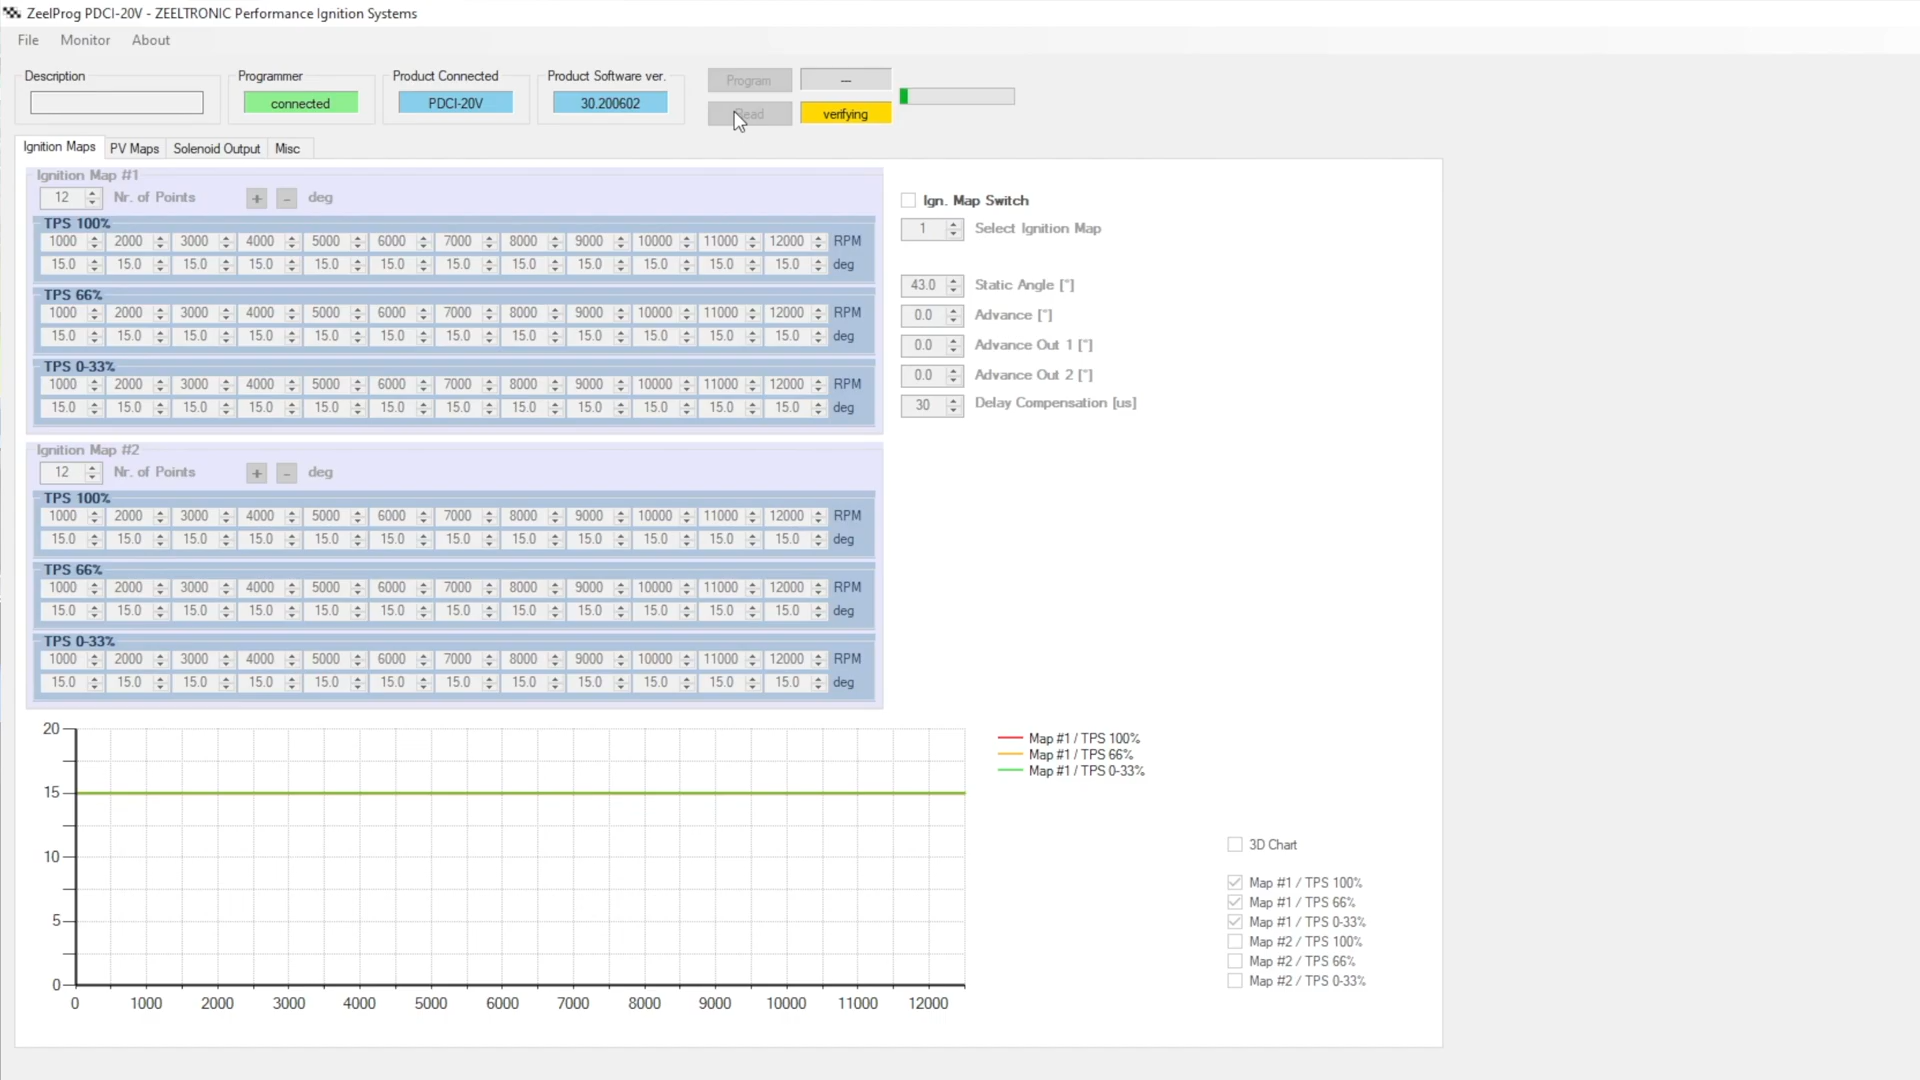 ZeelProg PDCI-20V - ZEELTRONIC Performance Ignition Systems
File Monitor About
Description Programmer Product Connected Product Software ver. Program ---
connected PDCI-20V 30.200602 verifying
Ignition Maps PV Maps Solenoid Output Misc
Ignition Map #1
12 Nr. of Points + - deg
TPS 100%
1000 2000 3000 4000 5000 6000 7000 8000 9000 10000 11000 12000 RPM
15.0 15.0 15.0 15.0 15.0 15.0 15.0 15.0 15.0 15.0 15.0 15.0 deg
TPS 66%
1000 2000 3000 4000 5000 6000 7000 8000 9000 10000 11000 12000 RPM
15.0 15.0 15.0 15.0 15.0 15.0 15.0 15.0 15.0 15.0 15.0 15.0 deg
TPS 0-33%
1000 2000 3000 4000 5000 6000 7000 8000 9000 10000 11000 12000 RPM
15.0 15.0 15.0 15.0 15.0 15.0 15.0 15.0 15.0 15.0 15.0 15.0 deg
Ign. Map Switch
1 Select Ignition Map
43.0 Static Angle [°]
0.0 Advance [°]
0.0 Advance Out 1 [°]
0.0 Advance Out 2 [°]
30 Delay Compensation [us]
Ignition Map #2
12 Nr. of Points + - deg
TPS 100%
1000 2000 3000 4000 5000 6000 7000 8000 9000 10000 11000 12000 RPM
15.0 15.0 15.0 15.0 15.0 15.0 15.0 15.0 15.0 15.0 15.0 15.0 deg
TPS 66%
1000 2000 3000 4000 5000 6000 7000 8000 9000 10000 11000 12000 RPM
15.0 15.0 15.0 15.0 15.0 15.0 15.0 15.0 15.0 15.0 15.0 15.0 deg
TPS 0-33%
1000 2000 3000 4000 5000 6000 7000 8000 9000 10000 11000 12000 RPM
15.0 15.0 15.0 15.0 15.0 15.0 15.0 15.0 15.0 15.0 15.0 15.0 deg
20
15
10
5
0
0 1000 2000 3000 4000 5000 6000 7000 8000 9000 10000 11000 12000
Map #1 / TPS 100%
Map #1 / TPS 66%
Map #1 / TPS 0-33%
3D Chart
Map #1 / TPS 100%
Map #1 / TPS 66%
Map #1 / TPS 0-33%
Map #2 / TPS 100%
Map #2 / TPS 66%
Map #2 / TPS 0-33%